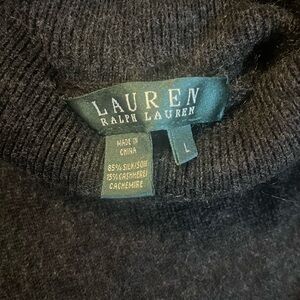 LAUREN
RALPH LAUREN
MADE IN
CHINA
L
85% SILK/SOIE
15% CASHMERE/
CACHEMIRE